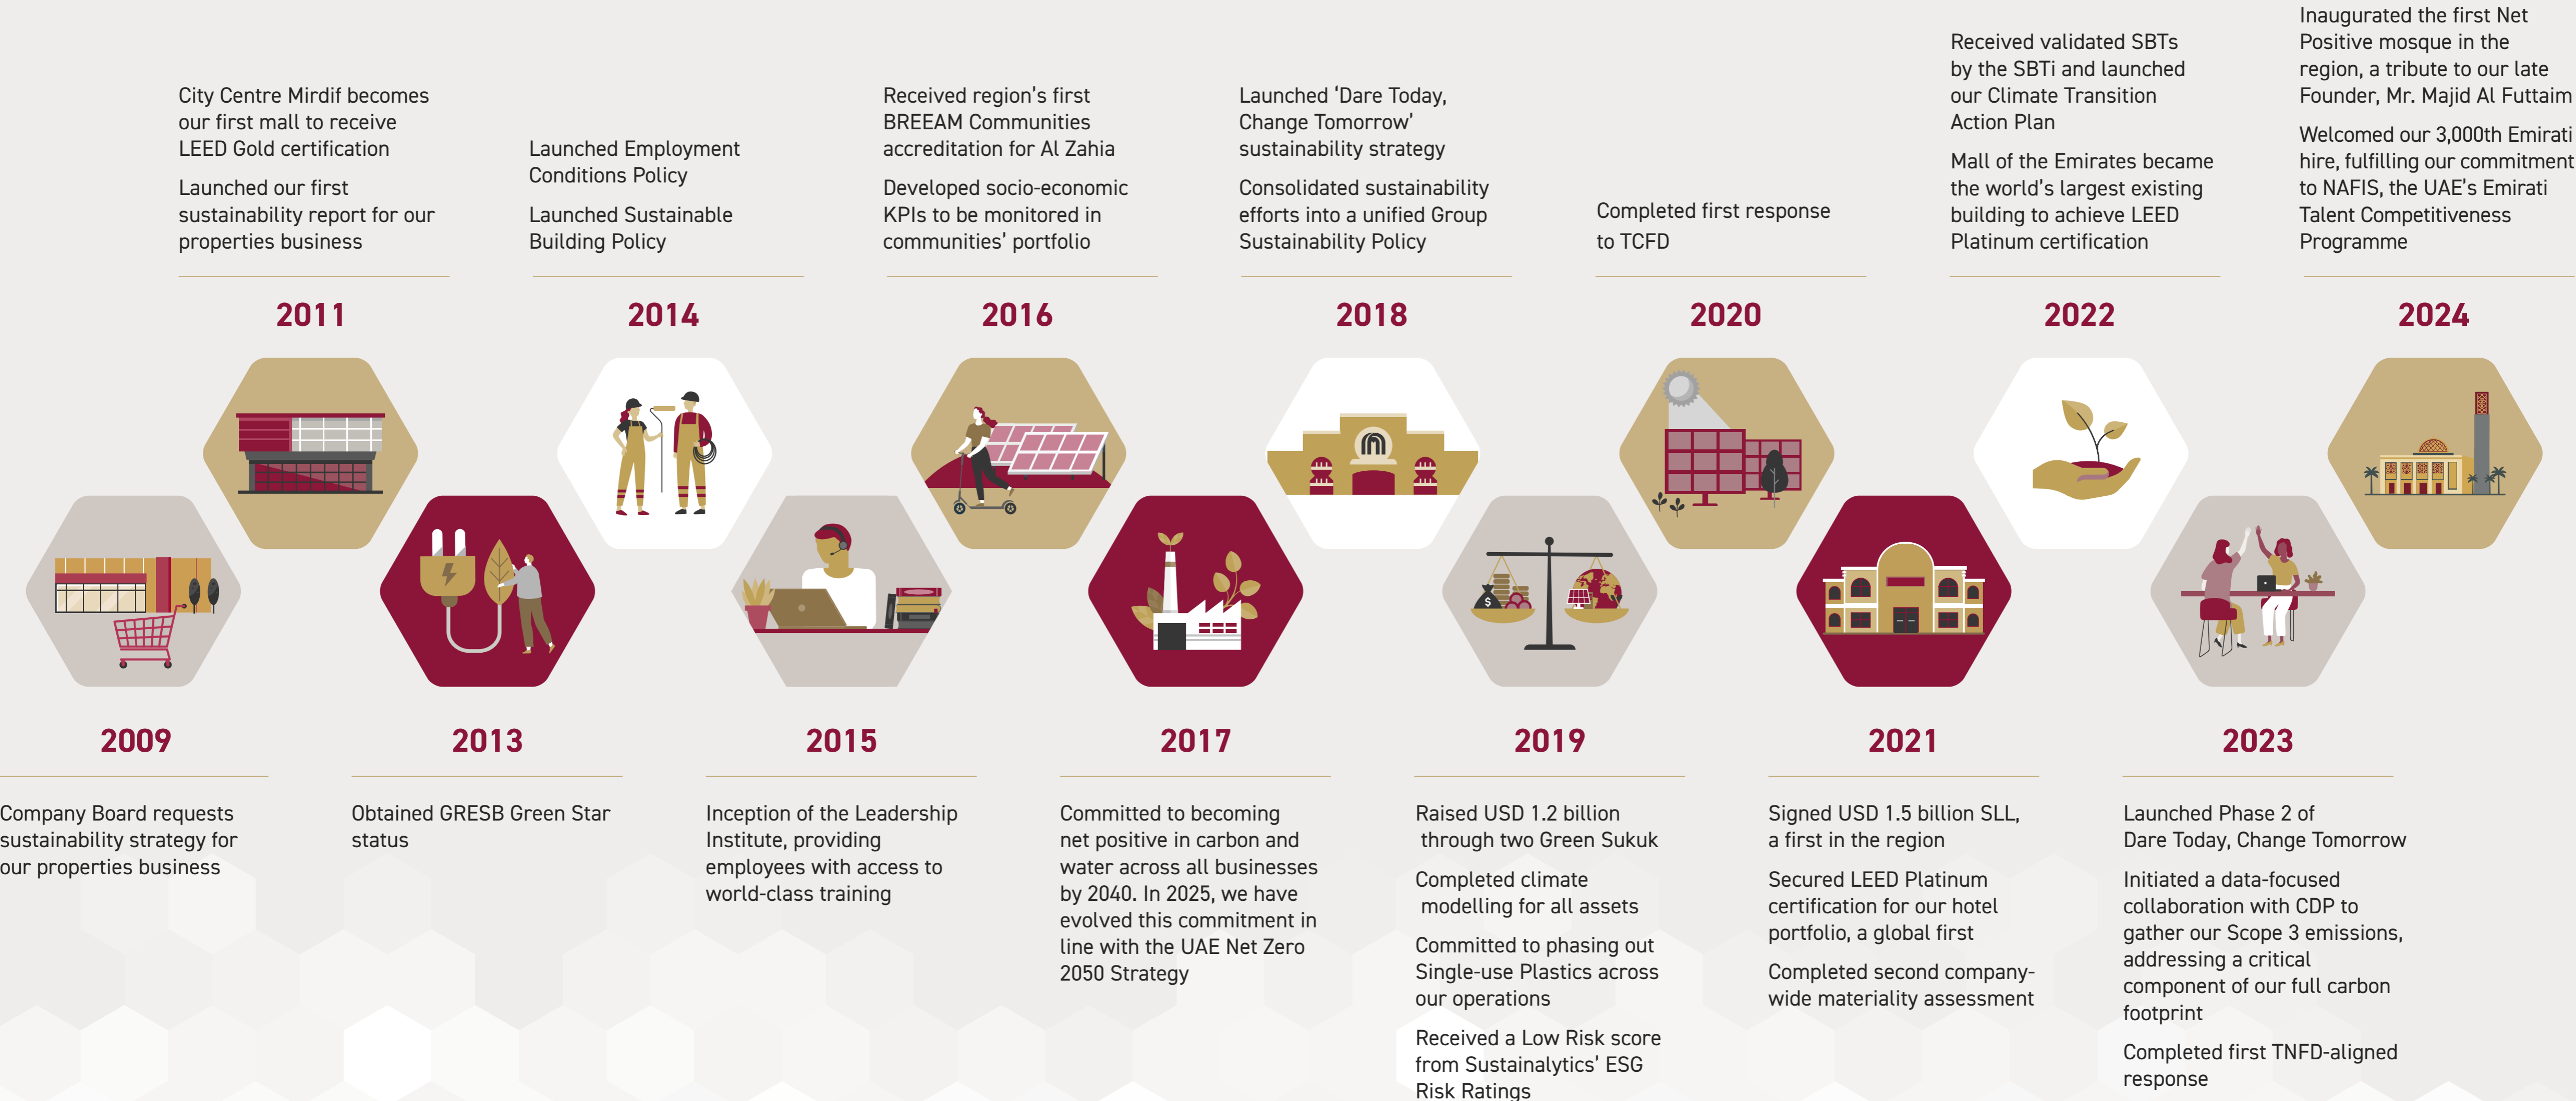 City Centre Mirdif becomes
our first mall to receive
LEED Gold certification
Launched our first
sustainability report for our
properties business
2011
Launched Employment
Conditions Policy
Launched Sustainable
Building Policy
2014
Received region's first
BREEAM Communities
accreditation for Al Zahia
Developed socio-economic
KPIs to be monitored in
communities' portfolio
2016
Launched 'Dare Today,
Change Tomorrow'
sustainability strategy
Consolidated sustainability
efforts into a unified Group
Sustainability Policy
2018
Completed first response
to TCFD
2020
Received validated SBTs
by the SBTi and launched
our Climate Transition
Action Plan
Mall of the Emirates became
the world's largest existing
building to achieve LEED
Platinum certification
2022
Inaugurated the first Net
Positive mosque in the
region, a tribute to our late
Founder, Mr. Majid Al Futtaim
Welcomed our 3,000th Emirati
hire, fulfilling our commitment
to NAFIS, the UAE's Emirati
Talent Competitiveness
Programme
2024
$
2009
Company Board requests
sustainability strategy for
our properties business
2013
Obtained GRESB Green Star
status
2015
Inception of the Leadership
Institute, providing
employees with access to
world-class training
2017
Committed to becoming
net positive in carbon and
water across all businesses
by 2040. In 2025, we have
evolved this commitment in
line with the UAE Net Zero
2050 Strategy
2019
Raised USD 1.2 billion
through two Green Sukuk
Completed climate
modelling for all assets
Committed to phasing out
Single-use Plastics across
our operations
Received a Low Risk score
from Sustainalytics' ESG
Risk Ratings
2021
Signed USD 1.5 billion SLL,
a first in the region
Secured LEED Platinum
certification for our hotel
portfolio, a global first
Completed second company-
wide materiality assessment
2023
Launched Phase 2 of
Dare Today, Change Tomorrow
Initiated a data-focused
collaboration with CDP to
gather our Scope 3 emissions,
addressing a critical
component of our full carbon
footprint
Completed first TNFD-aligned
response